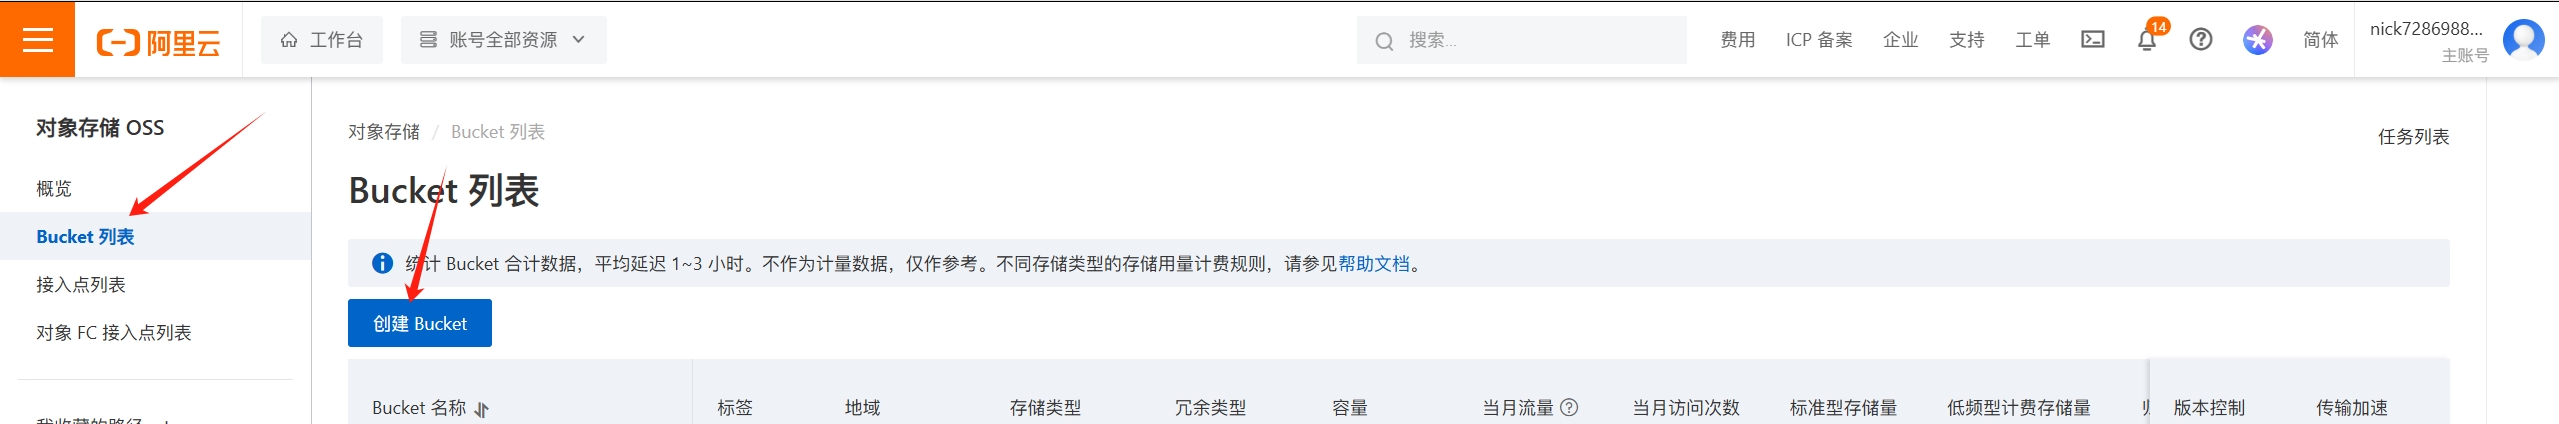 阿里云 工作台 账号全部资源 搜索... 费用 ICP 备案 企业 支持 工单 14 简体 nick7286988...
主账号
对象存储 OSS
概览
Bucket 列表
接入点列表
对象 FC 接入点列表
对象存储 / Bucket 列表
任务列表
Bucket 列表
统计 Bucket 合计数据，平均延迟 1~3 小时。不作为计量数据，仅作参考。不同存储类型的存储用量计费规则，请参见帮助文档。
创建 Bucket
Bucket 名称 标签 地域 存储类型 冗余类型 容量 当月流量 当月访问次数 标准型存储量 低频型计费存储量 版本控制 传输加速